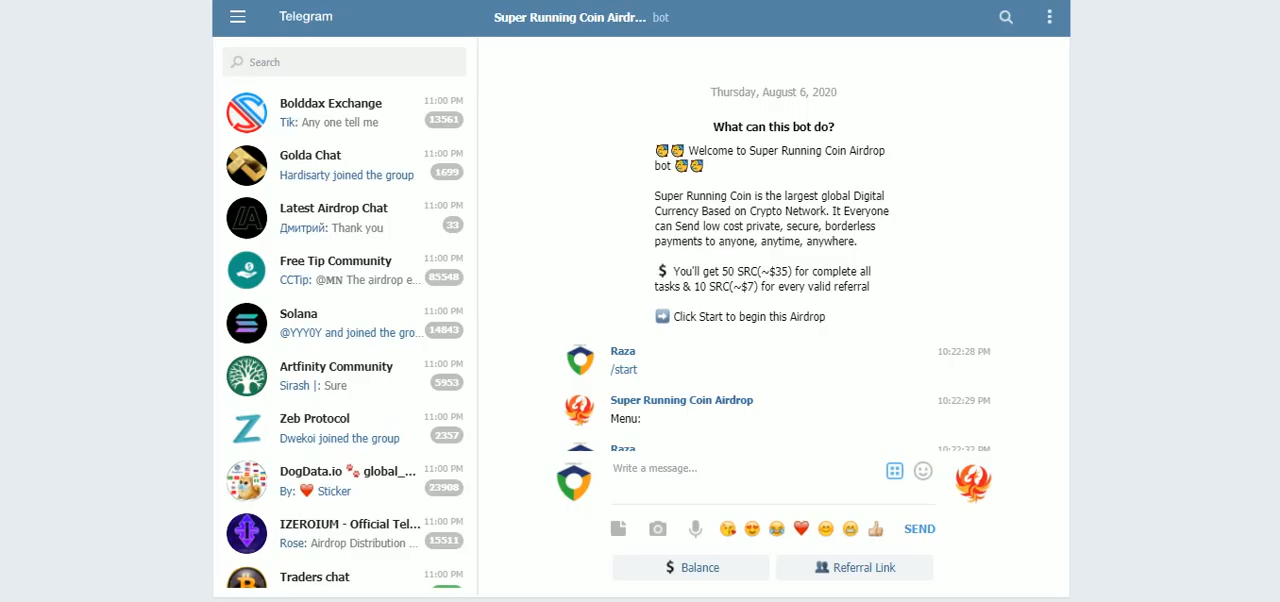 Telegram
Super Running Coin Airdr... bot
Search
Bolddax Exchange 11:00 PM
Tik: Any one tell me 13561
Golda Chat 11:00 PM
Hardisarty joined the group 1699
Latest Airdrop Chat 11:00 PM
Дмитрий: Thank you 33
Free Tip Community 11:00 PM
CCTip: @MN The airdrop e... 85548
Solana 11:00 PM
@YYY0Y and joined the gro... 14843
Artfinity Community 11:00 PM
Sirash |: Sure 5953
Zeb Protocol 11:00 PM
Dwekoi joined the group 2357
DogData.io 🐾 global_... 11:00 PM
By: ❤️ Sticker 23908
IZEROIUM - Official Tel... 11:00 PM
Rose: Airdrop Distribution ... 15511
Traders chat 11:00 PM
Thursday, August 6, 2020
What can this bot do?
🥳🥳 Welcome to Super Running Coin Airdrop
bot 🥳🥳
Super Running Coin is the largest global Digital
Currency Based on Crypto Network. It Everyone
can Send low cost private, secure, borderless
payments to anyone, anytime, anywhere.
💲 You'll get 50 SRC(~$35) for complete all
tasks & 10 SRC(~$7) for every valid referral
➡️ Click Start to begin this Airdrop
Raza 10:22:28 PM
/start
Super Running Coin Airdrop 10:22:29 PM
Menu:
Raza 10:22:32 PM
Write a message...
SEND
💲 Balance
👥 Referral Link